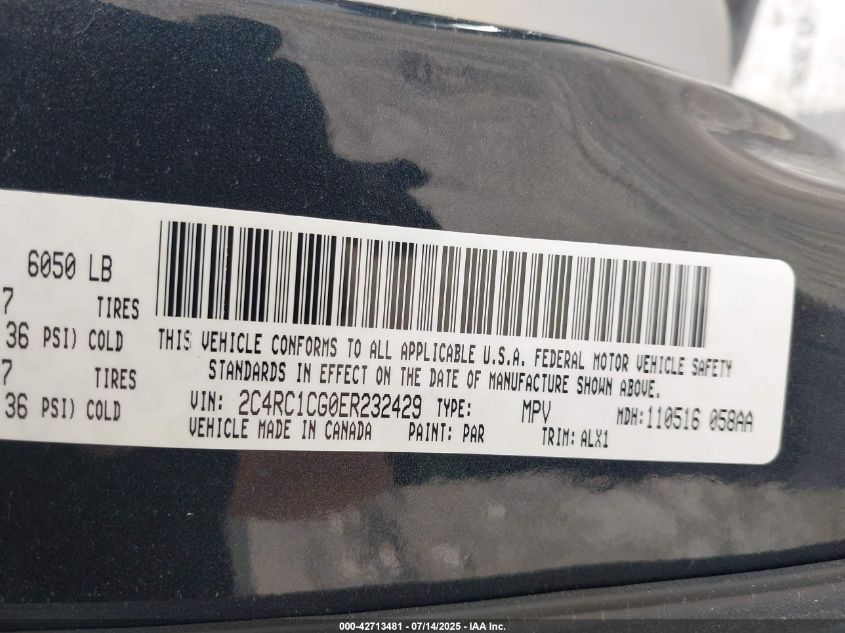 6050 LB
7 TIRES
36 PSI) COLD
7 TIRES
36 PSI) COLD
THIS VEHICLE CONFORMS TO ALL APPLICABLE U.S.A. FEDERAL MOTOR VEHICLE SAFETY
STANDARDS IN EFFECT ON THE DATE OF MANUFACTURE SHOWN ABOVE.
VIN: 2C4RC1CG0ER232429 TYPE: MPV MDH:110516 058AA
VEHICLE MADE IN CANADA PAINT: PAR TRIM: ALX1
000-42713481 - 07/14/2025 - IAA Inc.